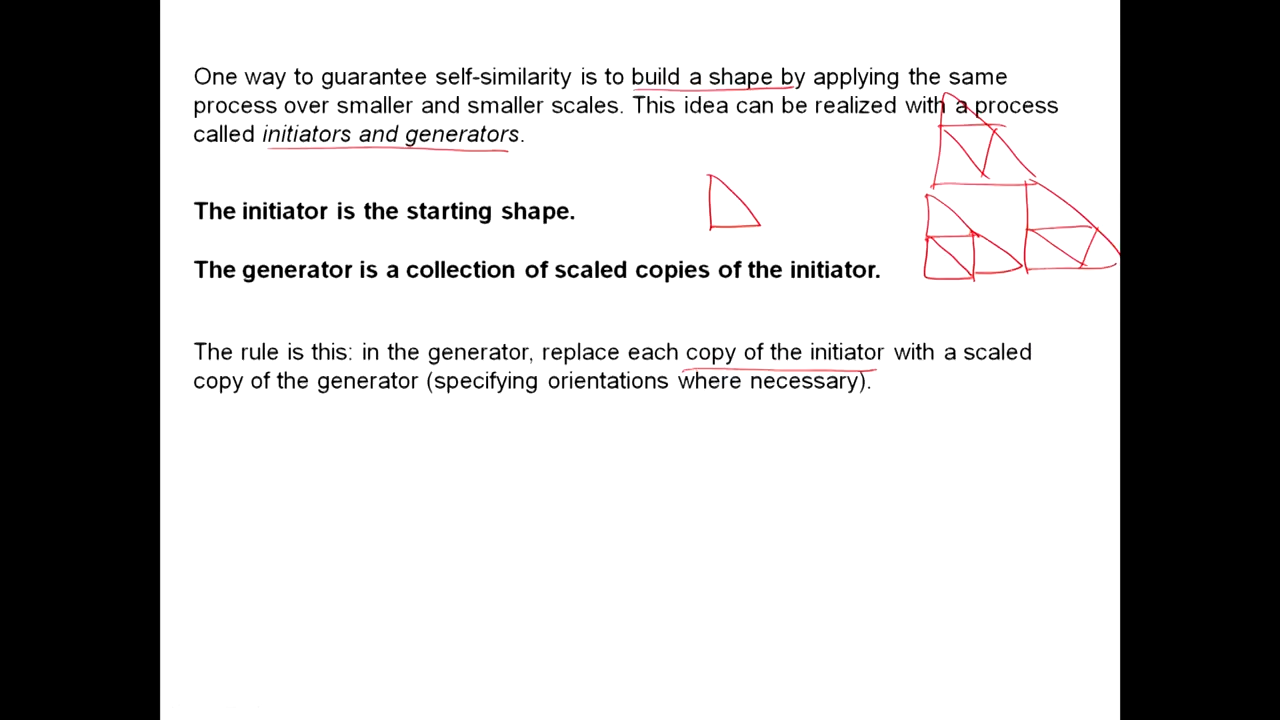 One way to guarantee self-similarity is to build a shape by applying the same
process over smaller and smaller scales. This idea can be realized with a process
called initiators and generators.
The initiator is the starting shape.
The generator is a collection of scaled copies of the initiator.
The rule is this: in the generator, replace each copy of the initiator with a scaled
copy of the generator (specifying orientations where necessary).